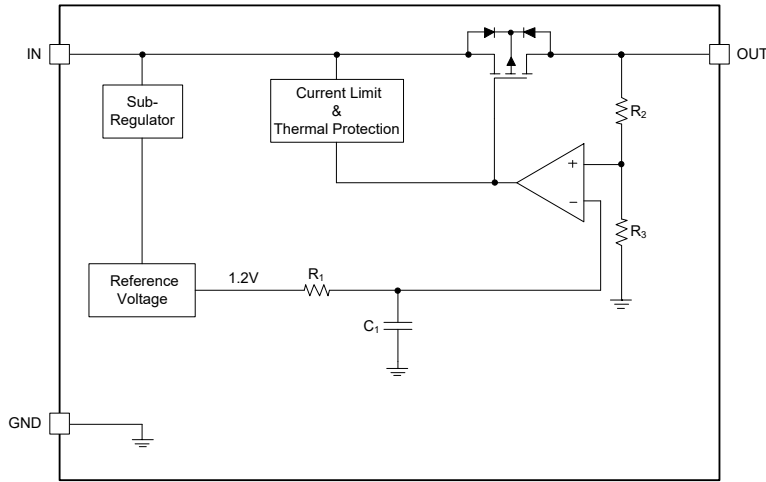 IN
OUT
Sub-
Regulator
Current Limit
&
Thermal Protection
R2
+
−
R3
Reference
Voltage
1.2V
R1
C1
GND